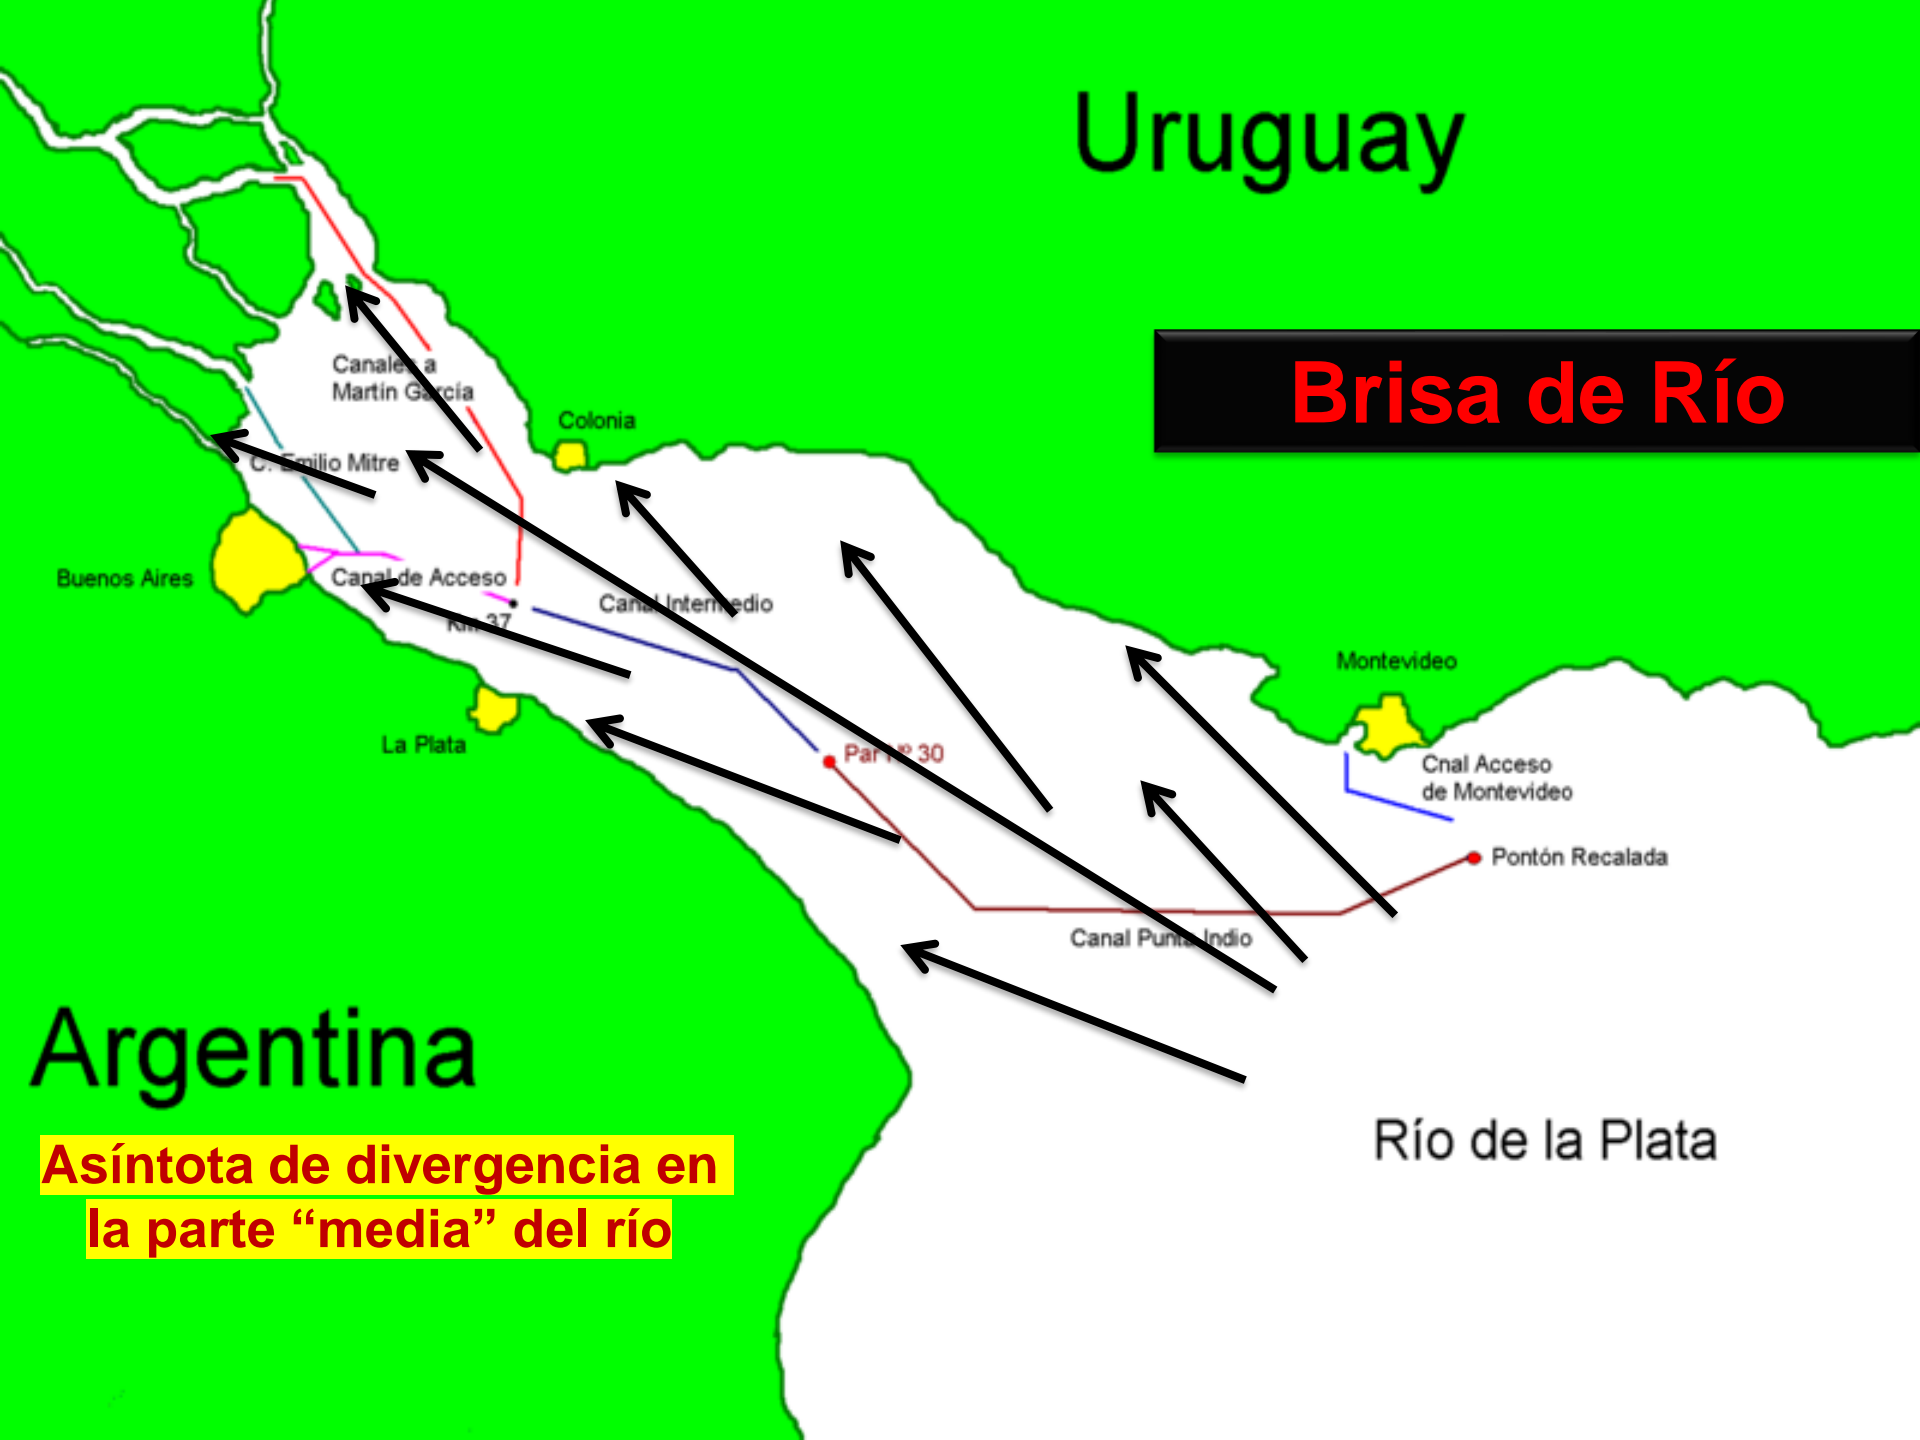 Uruguay
Brisa de Río
Canales a
Martín García
Colonia
C. Emilio Mitre
Buenos Aires
Canal de Acceso
Km 37
Canal Intermedio
Montevideo
La Plata
Par Nº 30
Cnal Acceso
de Montevideo
Pontón Recalada
Canal Punta Indio
Argentina
Río de la Plata
Asíntota de divergencia en
la parte “media” del río